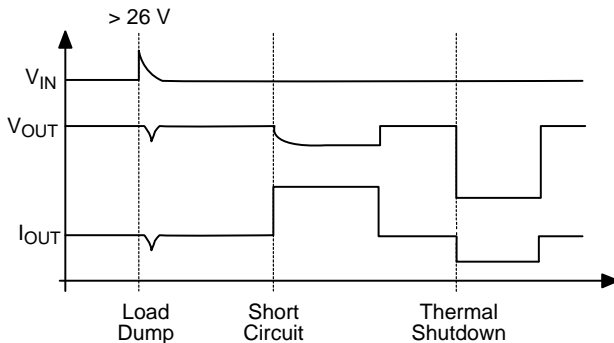 > 26 V
VIN
VOUT
IOUT
Load
Dump
Short
Circuit
Thermal
Shutdown